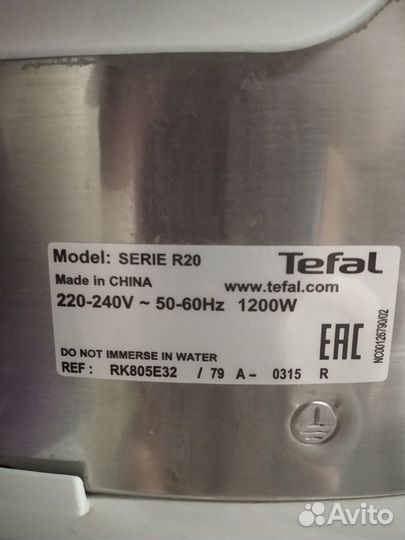 Model: SERIE R20 Tefal
Made in CHINA www.tefal.com
220-240V ~ 50-60Hz 1200W
EAC
NC00126790/02
DO NOT IMMERSE IN WATER
REF : RK805E32 / 79 A - 0315 R
Avito